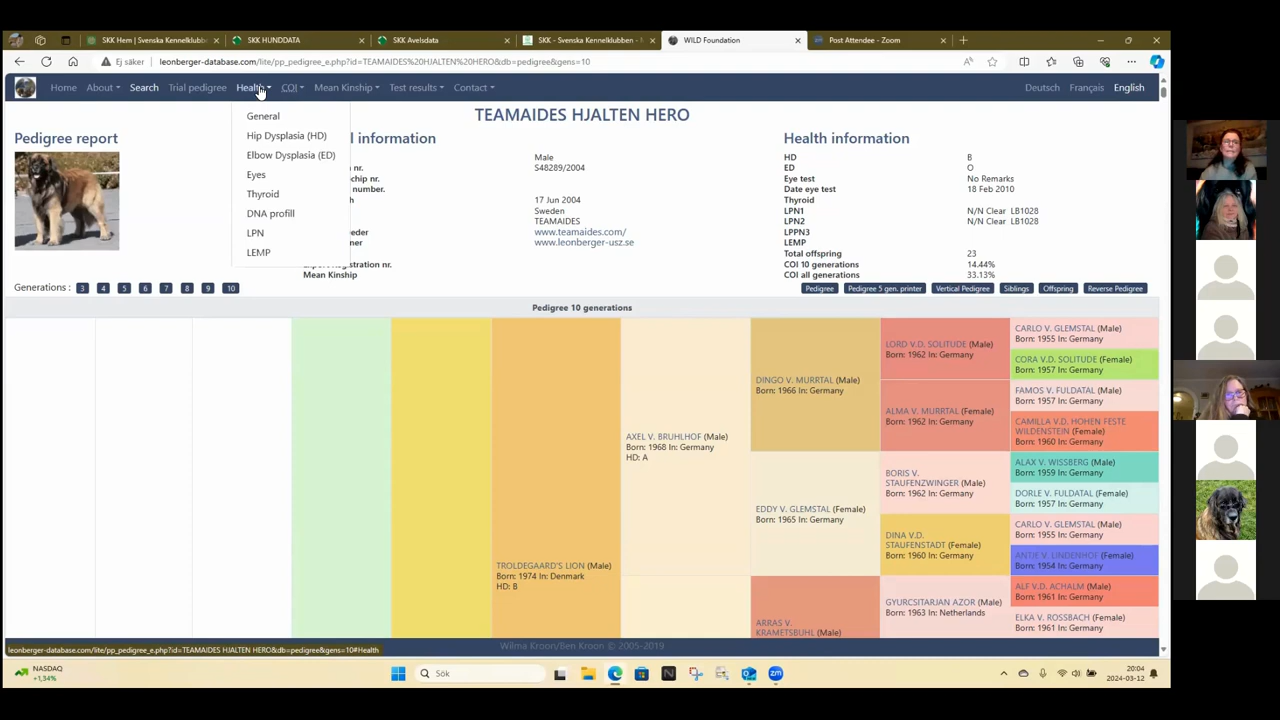 SKK Hem | Svenska Kennelklubben
SKK HUNDDATA
SKK Avelsdata
SKK - Svenska Kennelklubben -
WILD Foundation
Post Attendee - Zoom
Ej säker
leonberger-database.com/lite/pp_pedigree_e.php?id=TEAMAIDES%20HJALTEN%20HERO&db=pedigree&gens=10
Home
About
Search
Trial pedigree
Health
COI
Mean Kinship
Test results
Contact
Deutsch
Français
English
General
Hip Dysplasia (HD)
Elbow Dysplasia (ED)
Eyes
Thyroid
DNA profill
LPN
LEMP
TEAMAIDES HJALTEN HERO
Pedigree report
l information
Health information
Male
nr.
S48289/2004
chip nr.
number.
h
17 Jun 2004
Sweden
TEAMAIDES
eeder
www.teamaides.com/
ner
www.leonberger-usz.se
Export Registration nr.
Mean Kinship
HD
B
ED
O
Eye test
No Remarks
Date eye test
18 Feb 2010
Thyroid
LPN1
N/N Clear LB1028
LPN2
N/N Clear LB1028
LPPN3
LEMP
Total offspring
23
COI 10 generations
14.44%
COI all generations
33.13%
Generations :
3
4
5
6
7
8
9
10
Pedigree
Pedigree 5 gen. printer
Vertical Pedigree
Siblings
Offspring
Reverse Pedigree
Pedigree 10 generations
TROLDEGAARD'S LION (Male)
Born: 1974 In: Denmark
HD: B
AXEL V. BRUHLHOF (Male)
Born: 1968 In: Germany
HD: A
DINGO V. MURRTAL (Male)
Born: 1966 In: Germany
EDDY V. GLEMSTAL (Female)
Born: 1965 In: Germany
ARRAS V.
KRAMETSBUHL (Male)
LORD V.D. SOLITUDE (Male)
Born: 1962 In: Germany
ALMA V. MURRTAL (Female)
Born: 1962 In: Germany
BORIS V.
STAUFENZWINGER (Male)
Born: 1962 In: Germany
DINA V.D.
STAUFENSTADT (Female)
Born: 1960 In: Germany
GYURCSITARJAN AZOR (Male)
Born: 1963 In: Netherlands
CARLO V. GLEMSTAL (Male)
Born: 1955 In: Germany
CORA V.D. SOLITUDE (Female)
Born: 1957 In: Germany
FAMOS V. FULDATAL (Male)
Born: 1957 In: Germany
CAMILLA V.D. HOHEN FESTE
WILDENSTEIN (Female)
Born: 1960 In: Germany
ALAX V. WISSBERG (Male)
Born: 1959 In: Germany
DORLE V. FULDATAL (Female)
Born: 1957 In: Germany
CARLO V. GLEMSTAL (Male)
Born: 1955 In: Germany
ANTJE V. LINDENHOF (Female)
Born: 1954 In: Germany
ALF V.D. ACHALM (Male)
Born: 1961 In: Germany
ELKA V. ROSSBACH (Female)
Born: 1961 In: Germany
leonberger-database.com/lite/pp_pedigree_e.php?id=TEAMAIDES HJALTEN HERO&db=pedigree&gens=10#Health
Wilma Kroon/Ben Kroon © 2005-2019
NASDAQ
+1,34%
Sök
20:04
2024-03-12